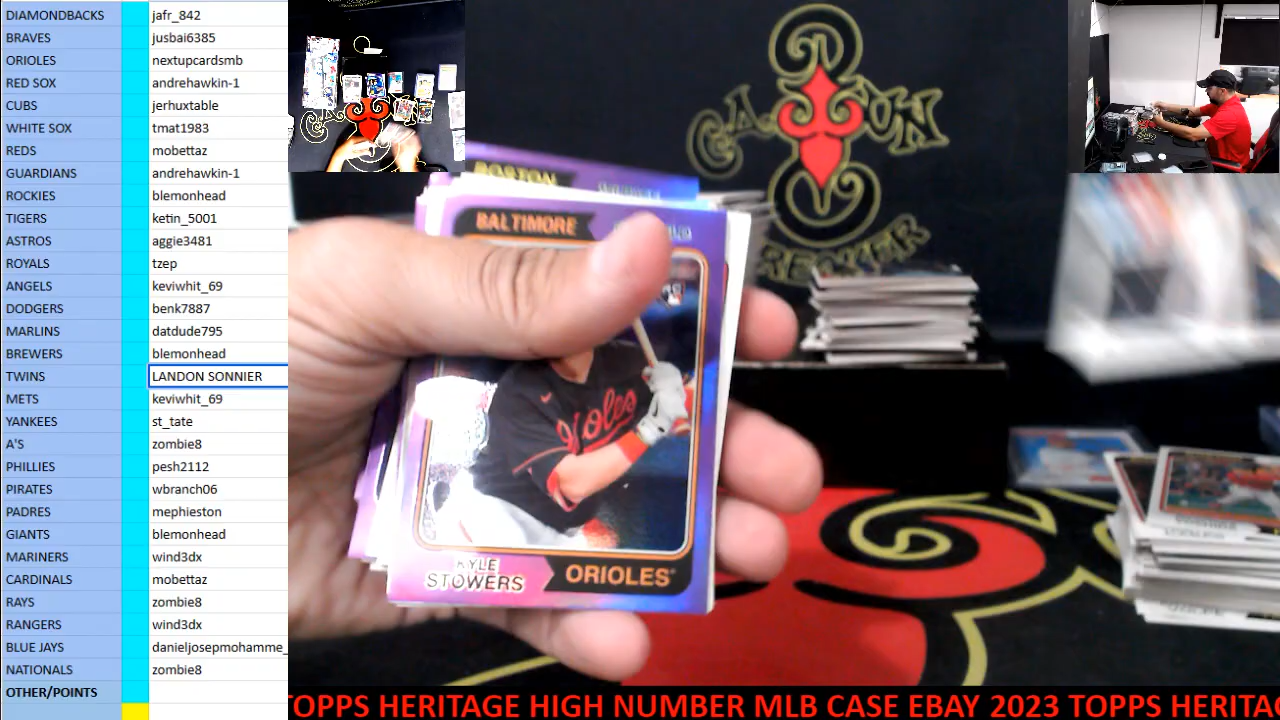 DIAMONDBACKS jafr_842
BRAVES jusbai6385
ORIOLES nextupcardsmb
RED SOX andrehawkin-1
CUBS jerhuxtable
WHITE SOX tmat1983
REDS mobettaz
GUARDIANS andrehawkin-1
ROCKIES blemonhead
TIGERS ketin_5001
ASTROS aggie3481
ROYALS tzep
ANGELS keviwhit_69
DODGERS benk7887
MARLINS datdude795
BREWERS blemonhead
TWINS LANDON SONNIER
METS keviwhit_69
YANKEES st_tate
A'S zombie8
PHILLIES pesh2112
PIRATES wbranch06
PADRES mephieston
GIANTS blemonhead
MARINERS wind3dx
CARDINALS mobettaz
RAYS zombie8
RANGERS wind3dx
BLUE JAYS danieljosepmohamme_
NATIONALS zombie8
OTHER/POINTS
BOSTON
BALTIMORE
Orioles
KYLE
STOWERS
ORIOLES
TOPPS HERITAGE HIGH NUMBER MLB CASE EBAY 2023 TOPPS HERITAG